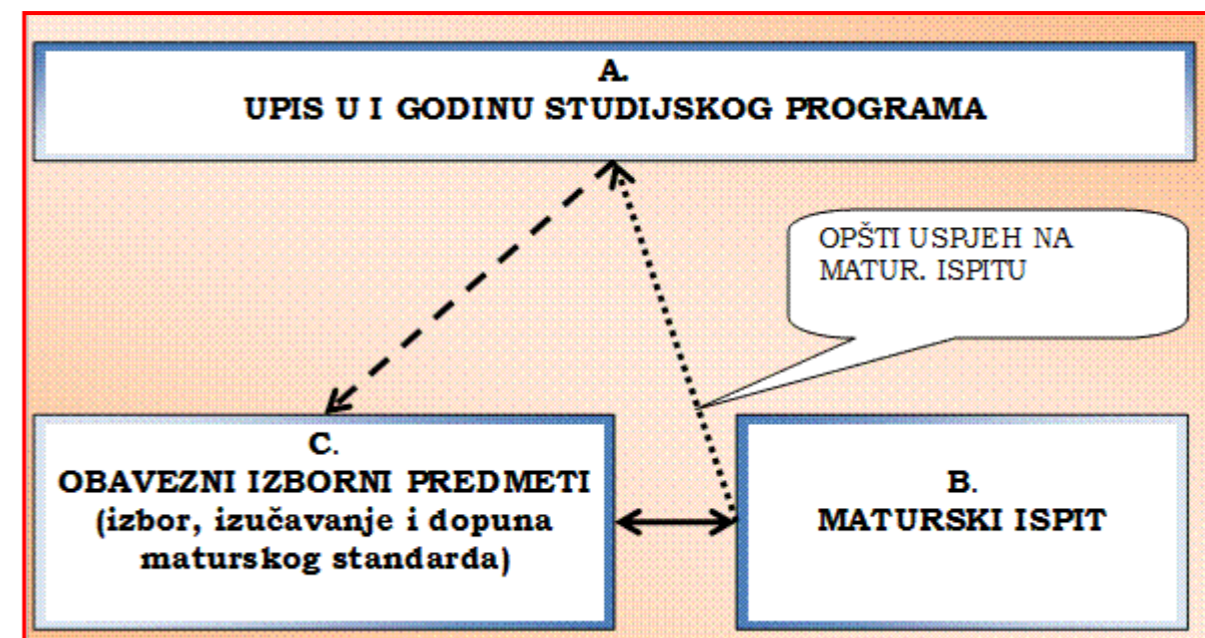 A.
UPIS U I GODINU STUDIJSKOG PROGRAMA
OPŠTI USPJEH NA
MATUR. ISPITU
C.
OBAVEZNI IZBORNI PREDMETI
(izbor, izučavanje i dopuna
maturskog standarda)
B.
MATURSKI ISPIT